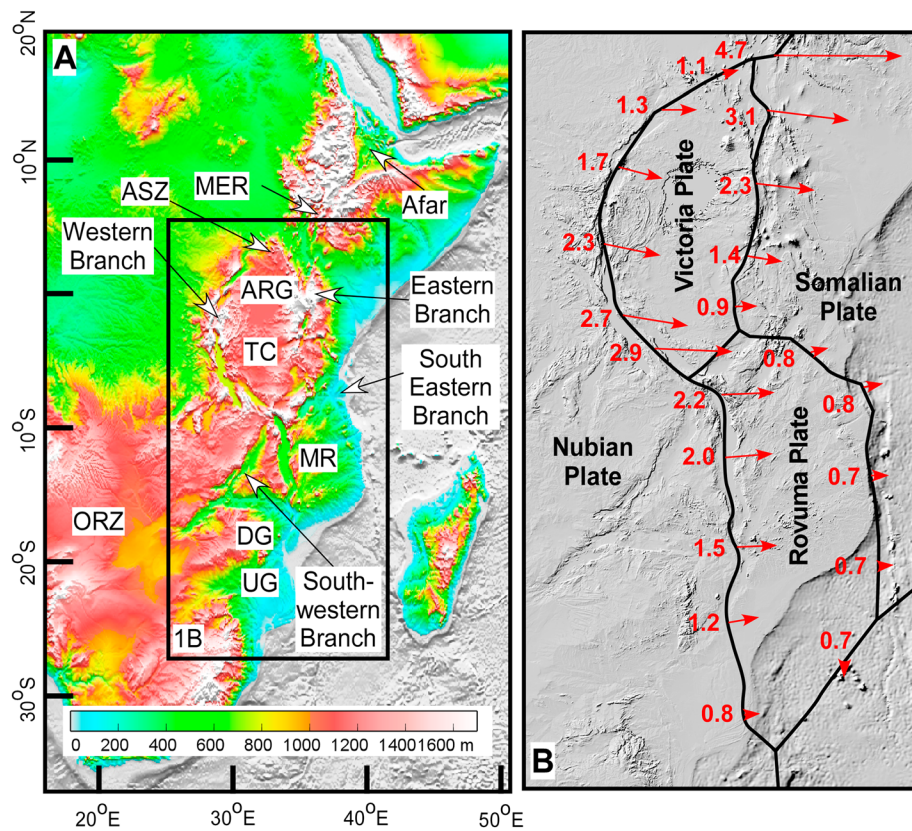 A
20°N
10°N
10°S
20°S
30°S
20°E
30°E
40°E
50°E
ASZ
MER
Afar
Western
Branch
ARG
Eastern
Branch
TC
South
Eastern
Branch
MR
ORZ
DG
UG
South-
western
Branch
1B
0 200 400 600 800 1000 1200 1400 1600 m
B
4.7
1.1
1.3
3.1
1.7
2.3
2.3
1.4
2.7
0.9
2.9
0.8
0.8
2.2
2.0
0.7
1.5
0.7
1.2
0.7
0.8
Victoria Plate
Somalian
Plate
Nubian
Plate
Rovuma Plate